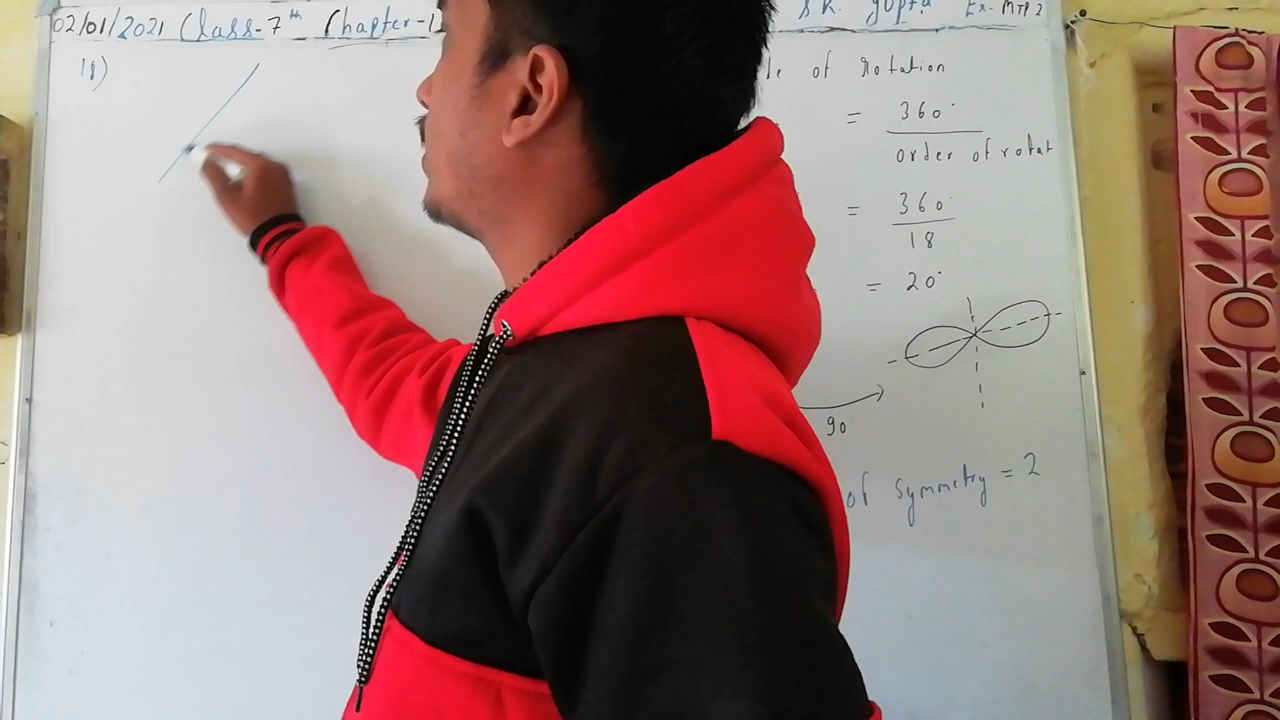 02/01/2021 Class-7th Chapter-1
S.K. Gupta Ex. MTP 2
18)
le of rotation
= 360°
order of rotat
= 360°
18
= 20°
90
of symmetry = 2